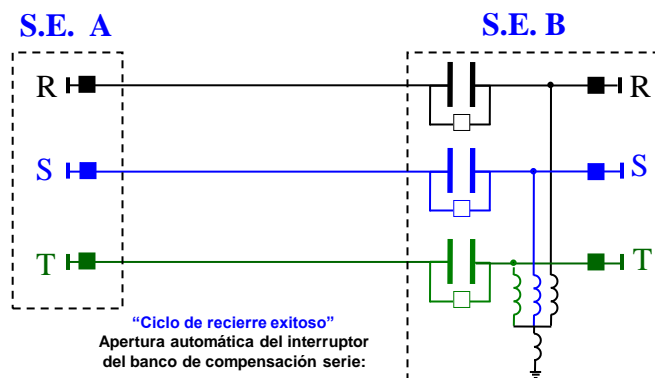 S.E. A
S.E. B
R
R
S
S
T
T
“Ciclo de recierre exitoso”
Apertura automática del interruptor
del banco de compensación serie: